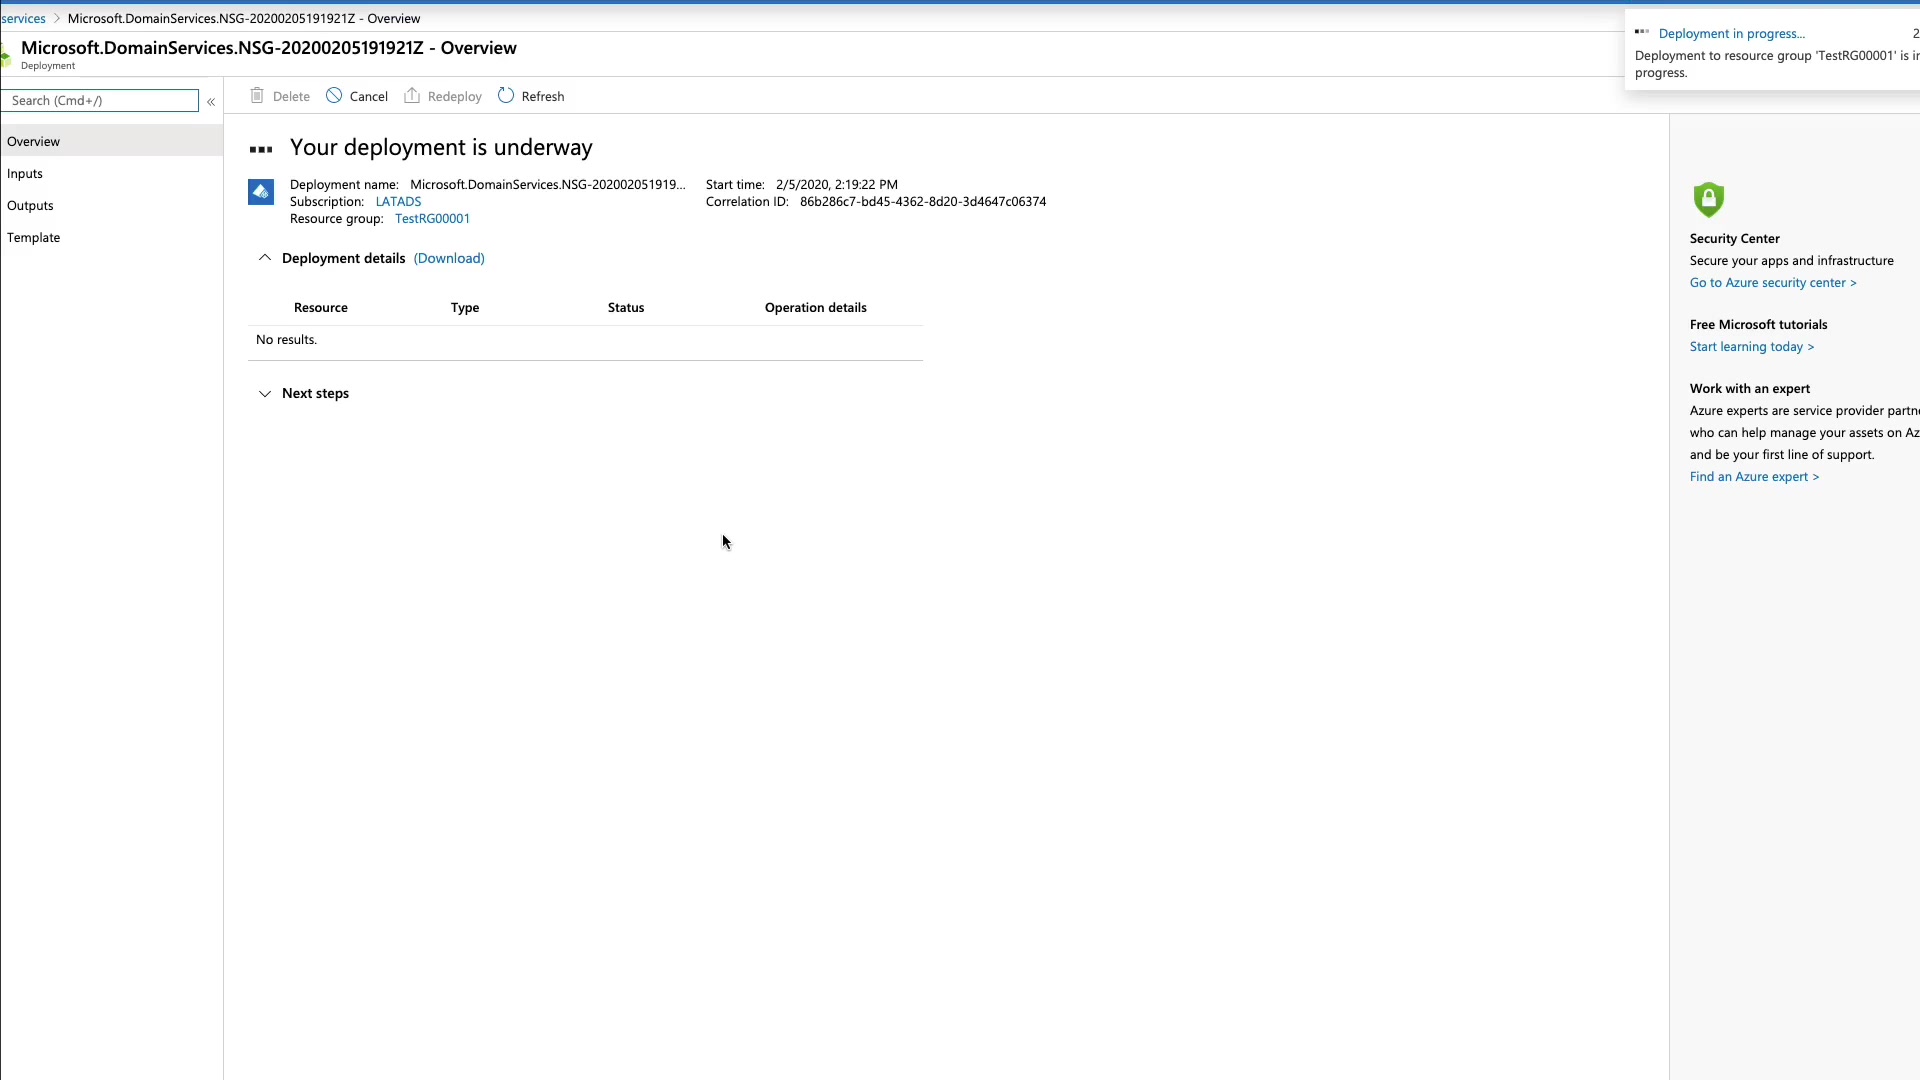 services > Microsoft.DomainServices.NSG-20200205191921Z - Overview
Microsoft.DomainServices.NSG-20200205191921Z - Overview
Deployment
Deployment in progress... 2
Deployment to resource group 'TestRG00001' is in
progress.
Search (Cmd+/) «
Delete Cancel Redeploy Refresh
Overview
Inputs
Outputs
Template
Your deployment is underway
Deployment name: Microsoft.DomainServices.NSG-202002051919...
Subscription: LATADS
Resource group: TestRG00001
Start time: 2/5/2020, 2:19:22 PM
Correlation ID: 86b286c7-bd45-4362-8d20-3d4647c06374
Deployment details (Download)
Resource Type Status Operation details
No results.
Next steps
Security Center
Secure your apps and infrastructure
Go to Azure security center >
Free Microsoft tutorials
Start learning today >
Work with an expert
Azure experts are service provider partne
who can help manage your assets on Az
and be your first line of support.
Find an Azure expert >